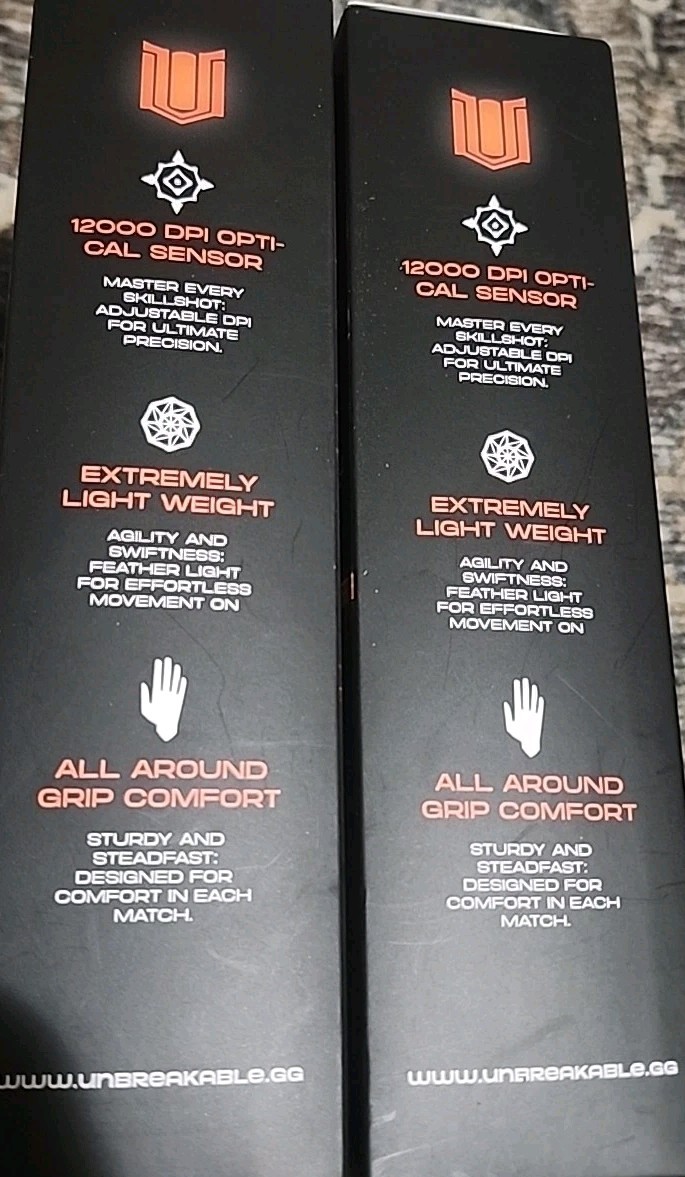 12000 DPI OPTI-
CAL SENSOR
MASTER EVERY
SKILLSHOT:
ADJUSTABLE DPI
FOR ULTIMATE
PRECISION.
EXTREMELY
LIGHT WEIGHT
AGILITY AND
SWIFTNESS:
FEATHER LIGHT
FOR EFFORTLESS
MOVEMENT ON
ALL AROUND
GRIP COMFORT
STURDY AND
STEADFAST:
DESIGNED FOR
COMFORT IN EACH
MATCH.
www.unBreakable.gg
12000 DPI OPTI-
CAL SENSOR
MASTER EVERY
SKILLSHOT:
ADJUSTABLE DPI
FOR ULTIMATE
PRECISION.
EXTREMELY
LIGHT WEIGHT
AGILITY AND
SWIFTNESS:
FEATHER LIGHT
FOR EFFORTLESS
MOVEMENT ON
ALL AROUND
GRIP COMFORT
STURDY AND
STEADFAST:
DESIGNED FOR
COMFORT IN EACH
MATCH.
www.unBreakable.gg